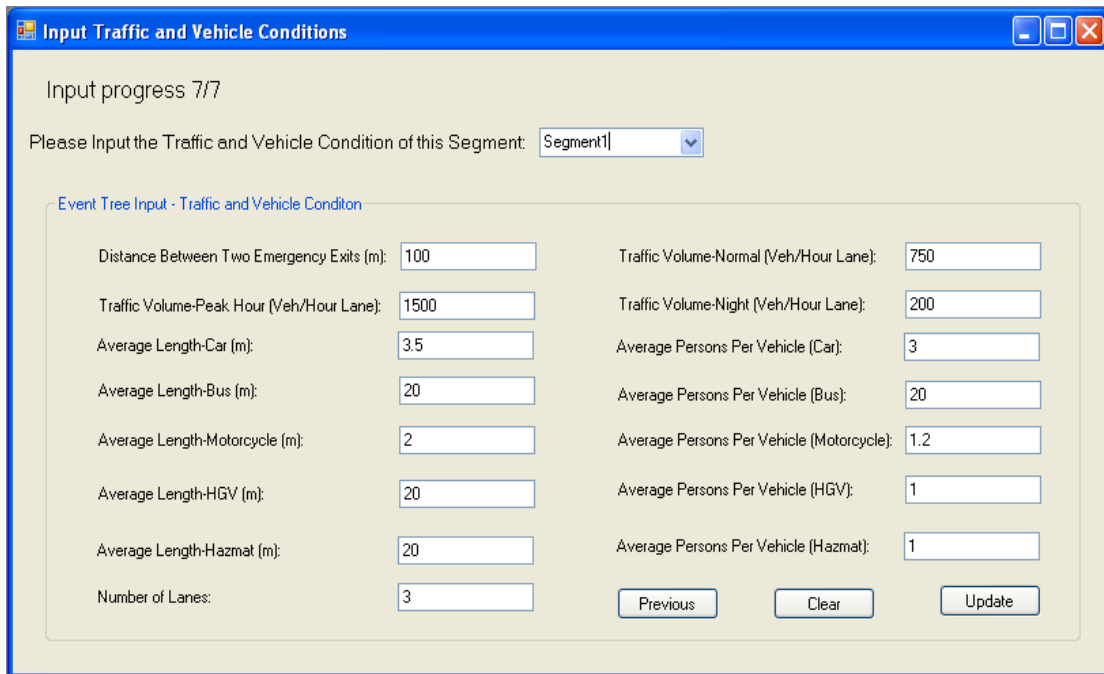 Input Traffic and Vehicle Conditions
Input progress 7/7
Please Input the Traffic and Vehicle Condition of this Segment: Segment1
Event Tree Input - Traffic and Vehicle Conditon
Distance Between Two Emergency Exits (m): 100 Traffic Volume-Normal (Veh/Hour Lane): 750
Traffic Volume-Peak Hour (Veh/Hour Lane): 1500 Traffic Volume-Night (Veh/Hour Lane): 200
Average Length-Car (m): 3.5 Average Persons Per Vehicle (Car): 3
Average Length-Bus (m): 20 Average Persons Per Vehicle (Bus): 20
Average Length-Motorcycle (m): 2 Average Persons Per Vehicle (Motorcycle): 1.2
Average Length-HGV (m): 20 Average Persons Per Vehicle (HGV): 1
Average Length-Hazmat (m): 20 Average Persons Per Vehicle (Hazmat): 1
Number of Lanes: 3 Previous Clear Update